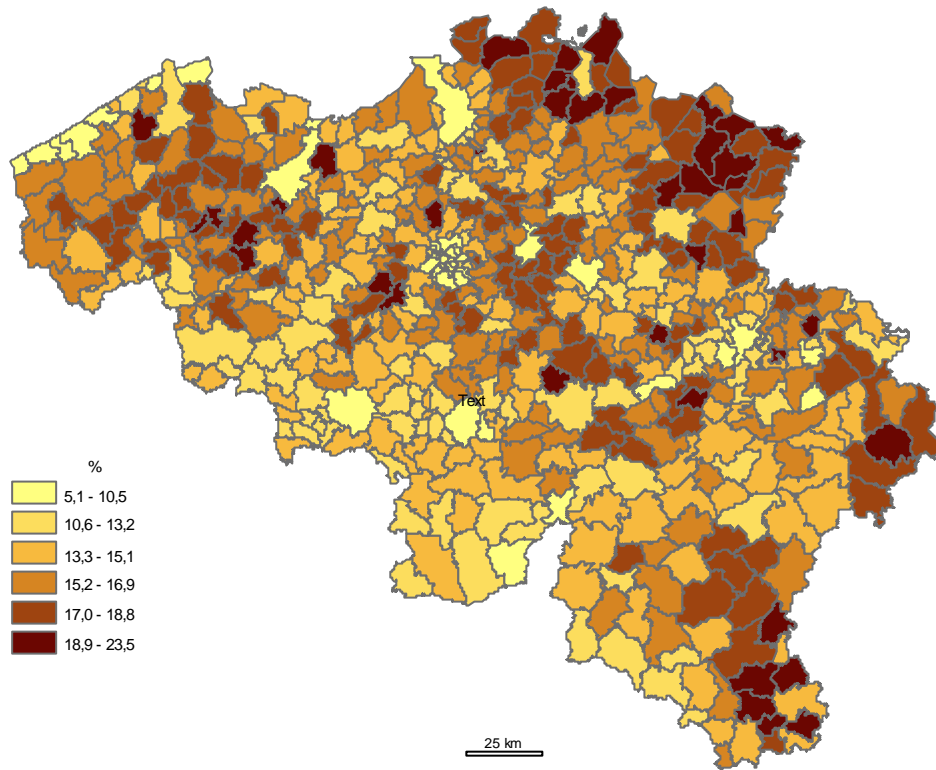 Text
%
5,1 - 10,5
10,6 - 13,2
13,3 - 15,1
15,2 - 16,9
17,0 - 18,8
18,9 - 23,5
25 km